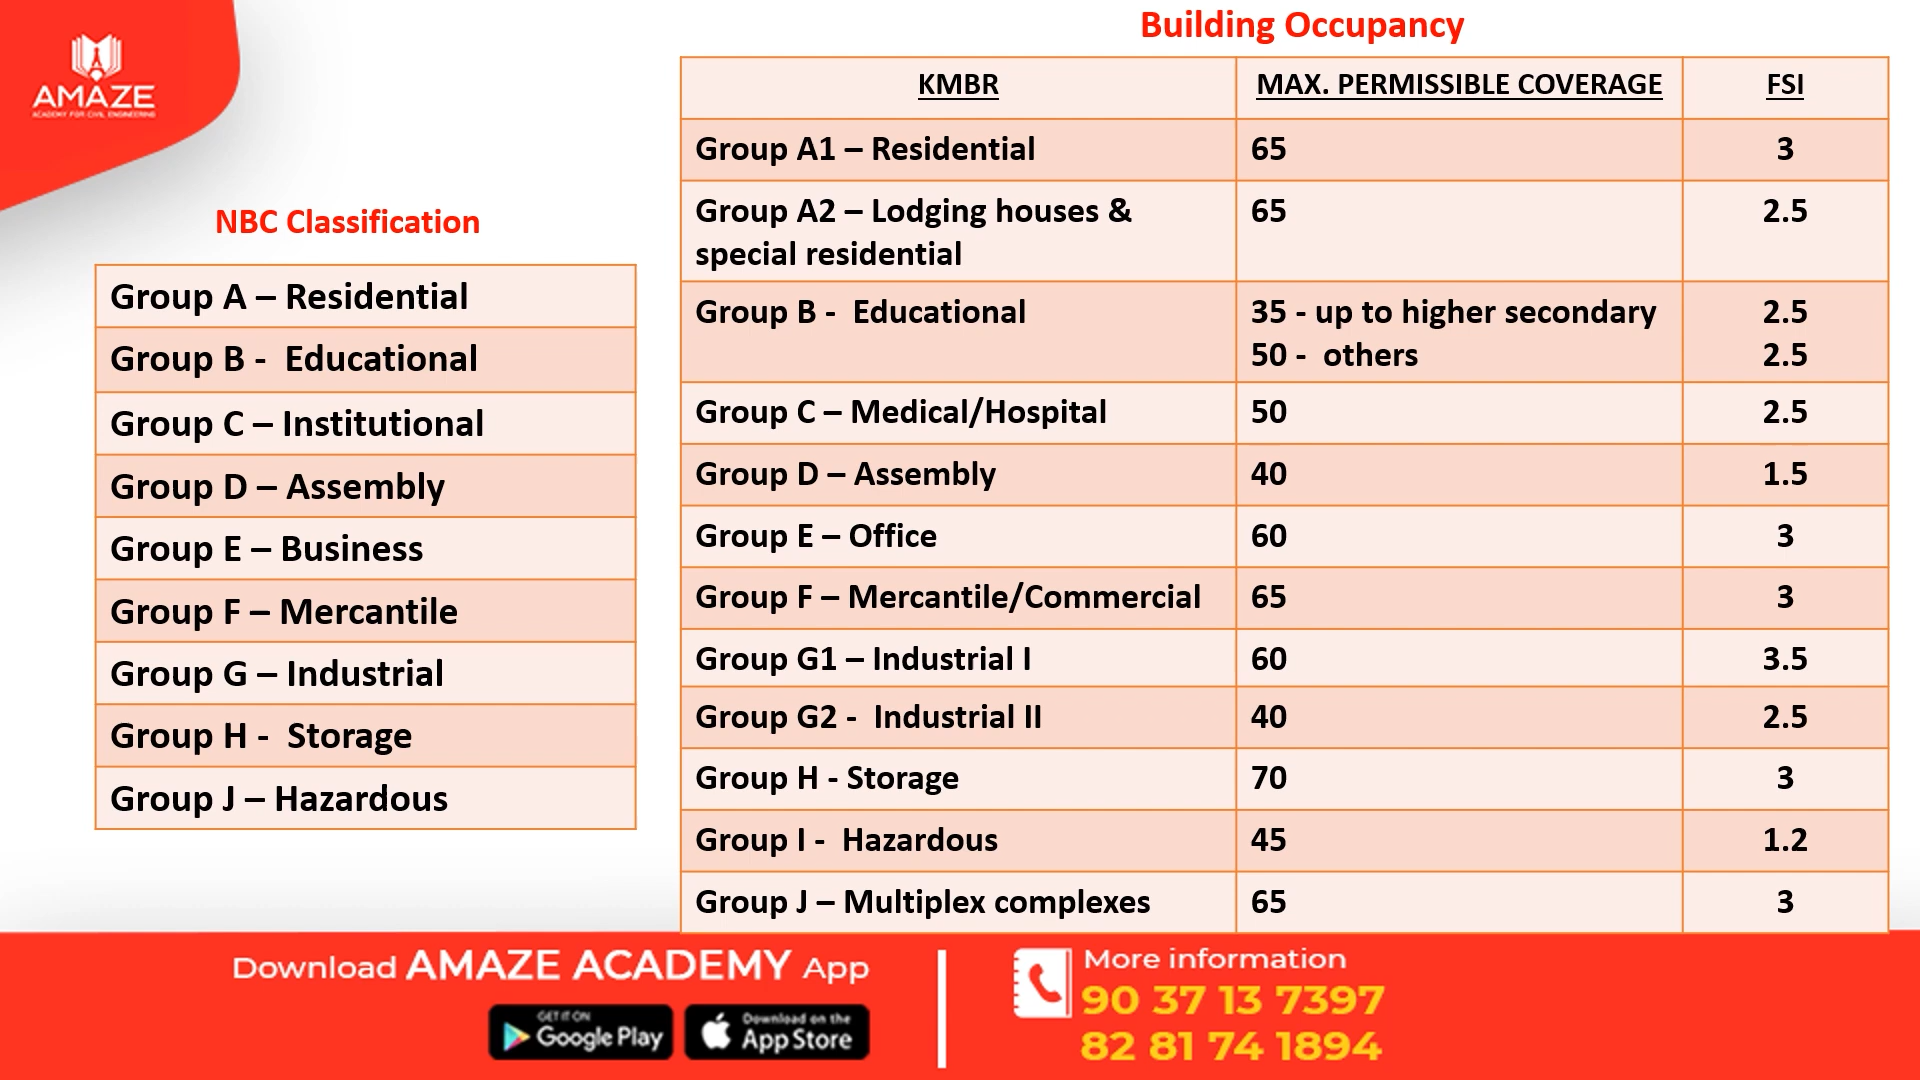 AMAZE
ACADEMY FOR CIVIL ENGINEERING
NBC Classification
Group A – Residential
Group B -  Educational
Group C – Institutional
Group D – Assembly
Group E – Business
Group F – Mercantile
Group G – Industrial
Group H -  Storage
Group J – Hazardous
Building Occupancy
KMBR MAX. PERMISSIBLE COVERAGE FSI
Group A1 – Residential 65 3
Group A2 – Lodging houses & 65 2.5
special residential
Group B -  Educational 35 - up to higher secondary 2.5
50 -  others 2.5
Group C – Medical/Hospital 50 2.5
Group D – Assembly 40 1.5
Group E – Office 60 3
Group F – Mercantile/Commercial 65 3
Group G1 – Industrial I 60 3.5
Group G2 -  Industrial II 40 2.5
Group H - Storage 70 3
Group I -  Hazardous 45 1.2
Group J – Multiplex complexes 65 3
Download AMAZE ACADEMY App
GET IT ON
Google Play
Download on the
App Store
More information
90 37 13 7397
82 81 74 1894